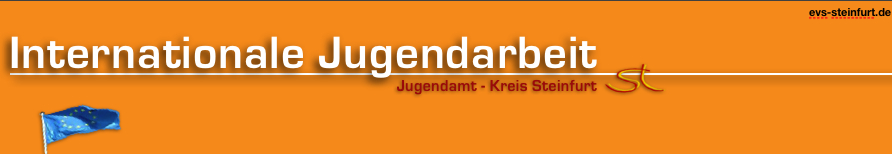 evs-steinfurt.de
Internationale Jugendarbeit
Jugendamt - Kreis Steinfurt
st